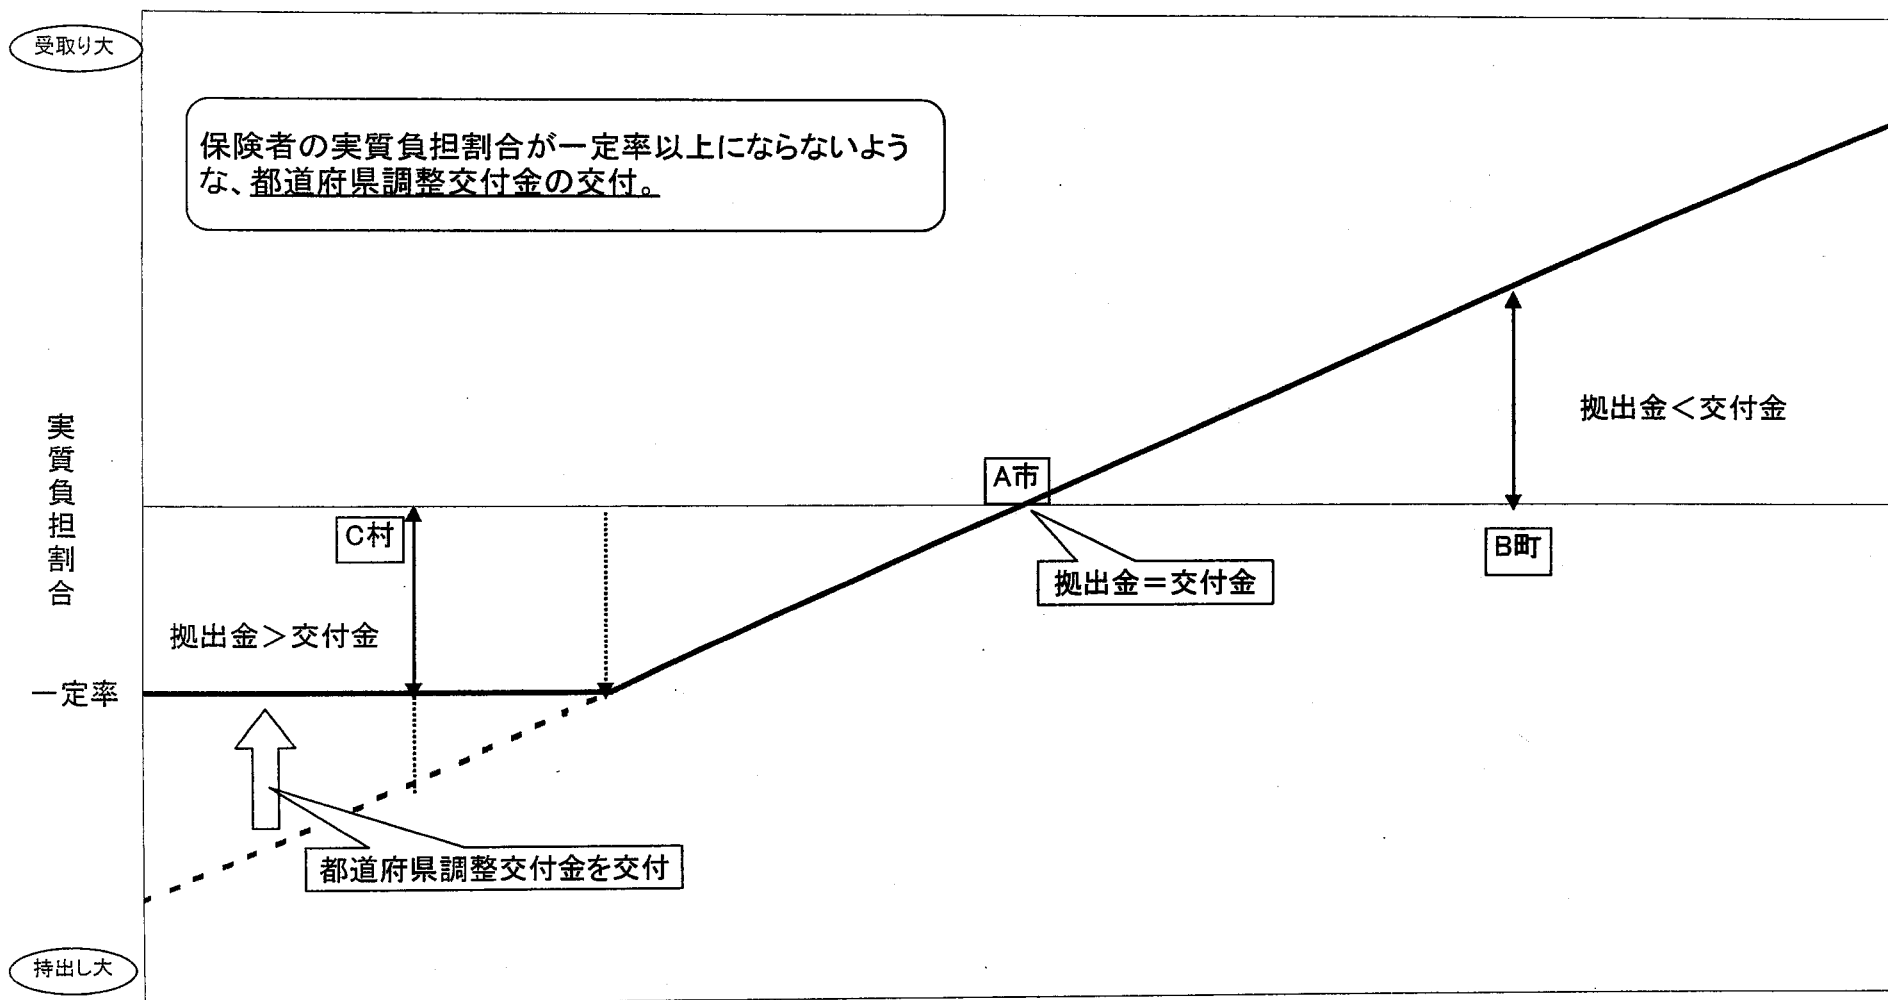 受取り大
保険者の実質負担割合が一定率以上にならないよう
な、都道府県調整交付金の交付。
実質負担割合
拠出金＜交付金
A市
C村
B町
拠出金＝交付金
拠出金＞交付金
一定率
都道府県調整交付金を交付
持出し大